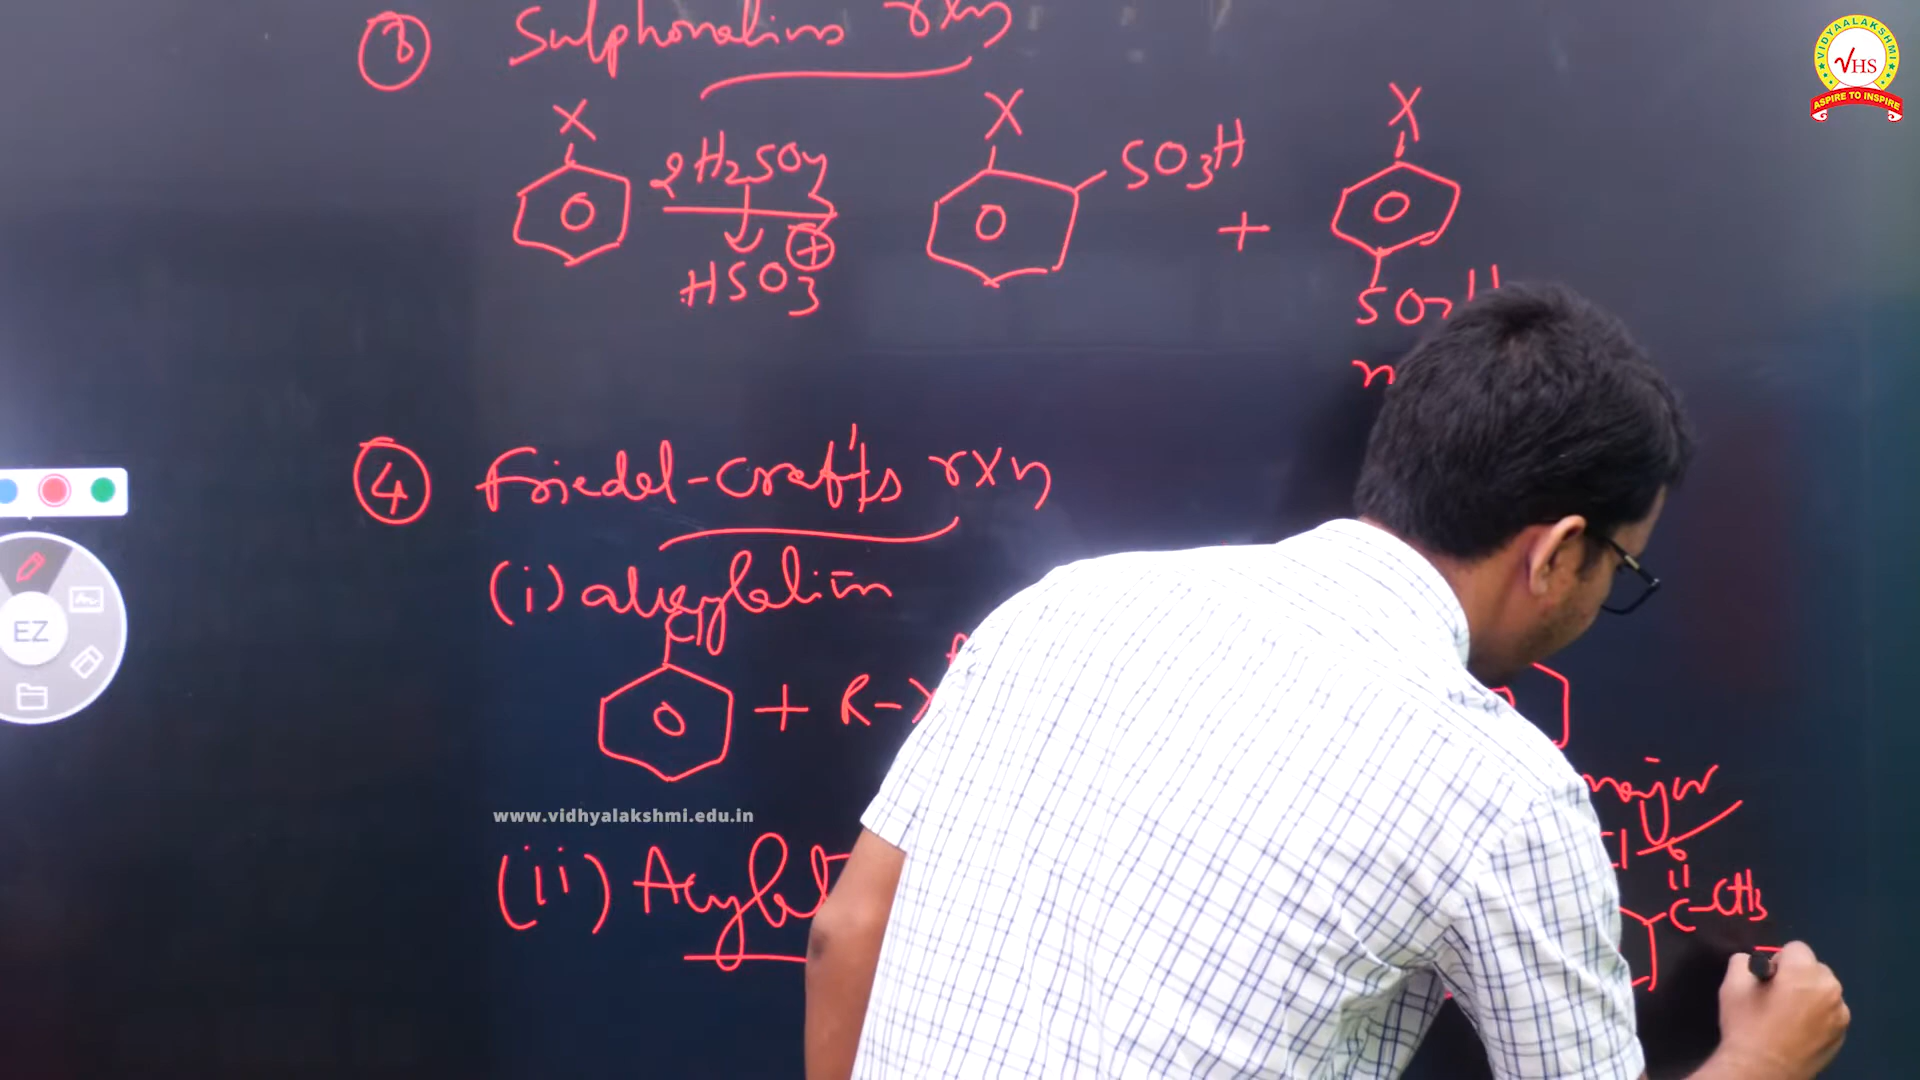 VIDYAALAKSHMI
VHS
ASPIRE TO INSPIRE
③ Sulphonation rxn
X X X
2H2SO4 SO3H
+
HSO3⊕
SO3H
④ Friedel-Crafts rxn
(i) alkylation
Cl
+ R-X
major
www.vidhyalakshmi.edu.in
Cl
O
(ii) Acylat
C-CH3
EZ